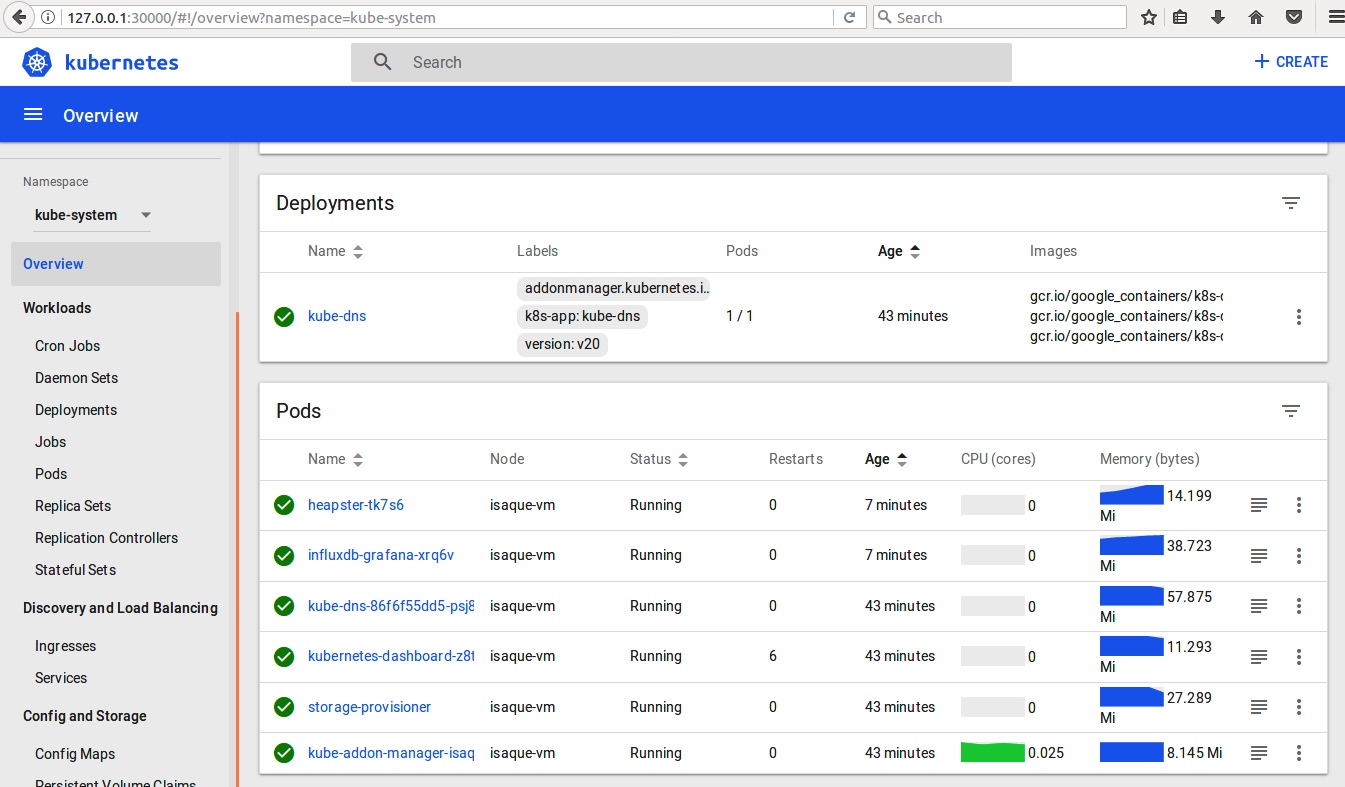 127.0.0.1:30000/#!/overview?namespace=kube-system
Search
kubernetes
Search
CREATE
Overview
Namespace
kube-system
Overview
Workloads
Cron Jobs
Daemon Sets
Deployments
Jobs
Pods
Replica Sets
Replication Controllers
Stateful Sets
Discovery and Load Balancing
Ingresses
Services
Config and Storage
Config Maps
Persistent Volume Claims
Deployments
Name Labels Pods Age Images
kube-dns
addonmanager.kubernetes.i..
k8s-app: kube-dns
version: v20
1 / 1
43 minutes
gcr.io/google_containers/k8s-
gcr.io/google_containers/k8s-
gcr.io/google_containers/k8s-
Pods
Name Node Status Restarts Age CPU (cores) Memory (bytes)
heapster-tk7s6 isaque-vm Running 0 7 minutes 0 14.199
Mi
influxdb-grafana-xrq6v isaque-vm Running 0 7 minutes 0 38.723
Mi
kube-dns-86f6f55dd5-psj8 isaque-vm Running 0 43 minutes 0 57.875
Mi
kubernetes-dashboard-z8t isaque-vm Running 6 43 minutes 0 11.293
Mi
storage-provisioner isaque-vm Running 0 43 minutes 0 27.289
Mi
kube-addon-manager-isaq isaque-vm Running 0 43 minutes 0.025 8.145 Mi